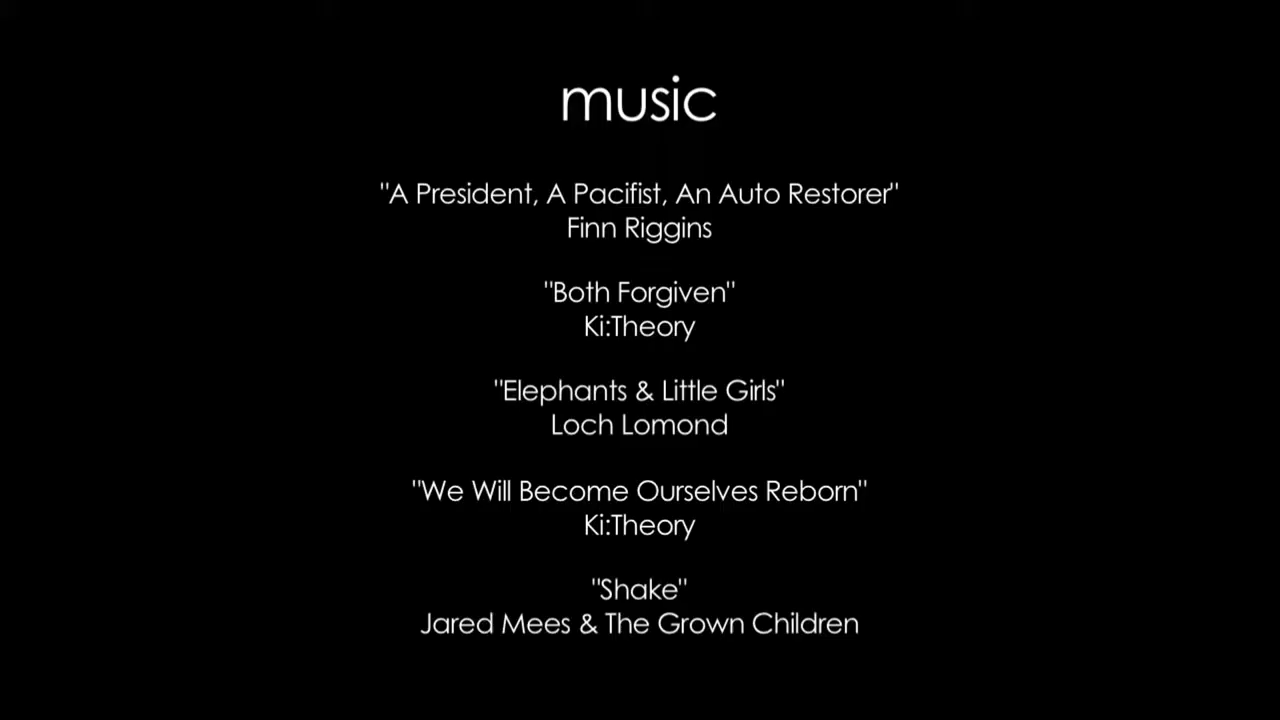 music
"A President, A Pacifist, An Auto Restorer"
Finn Riggins
"Both Forgiven"
Ki:Theory
"Elephants & Little Girls"
Loch Lomond
"We Will Become Ourselves Reborn"
Ki:Theory
"Shake"
Jared Mees & The Grown Children